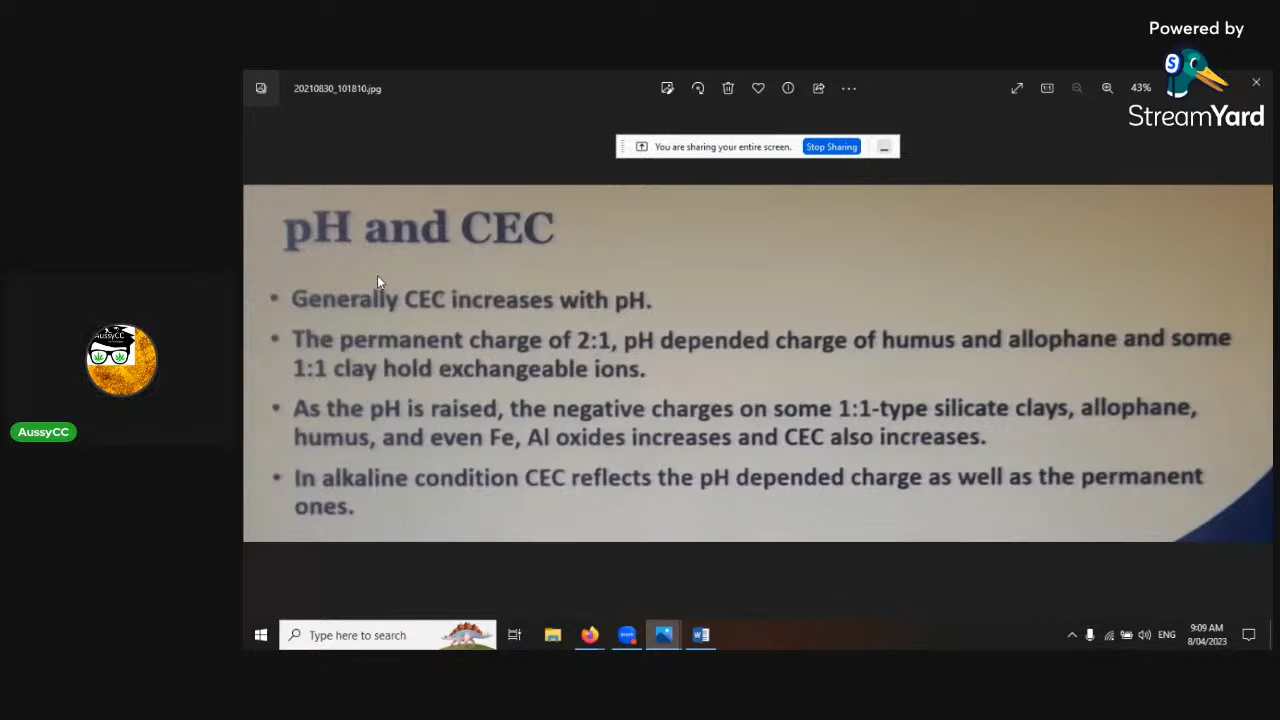 Powered by
StreamYard
20210830_101810.jpg
43%
You are sharing your entire screen.
Stop Sharing
pH and CEC
• Generally CEC increases with pH.
• The permanent charge of 2:1, pH depended charge of humus and allophane and some
1:1 clay hold exchangeable ions.
• As the pH is raised, the negative charges on some 1:1-type silicate clays, allophane,
humus, and even Fe, Al oxides increases and CEC also increases.
• In alkaline condition CEC reflects the pH depended charge as well as the permanent
ones.
AussyCC
AussyCC
Type here to search
ENG
9:09 AM
8/04/2023